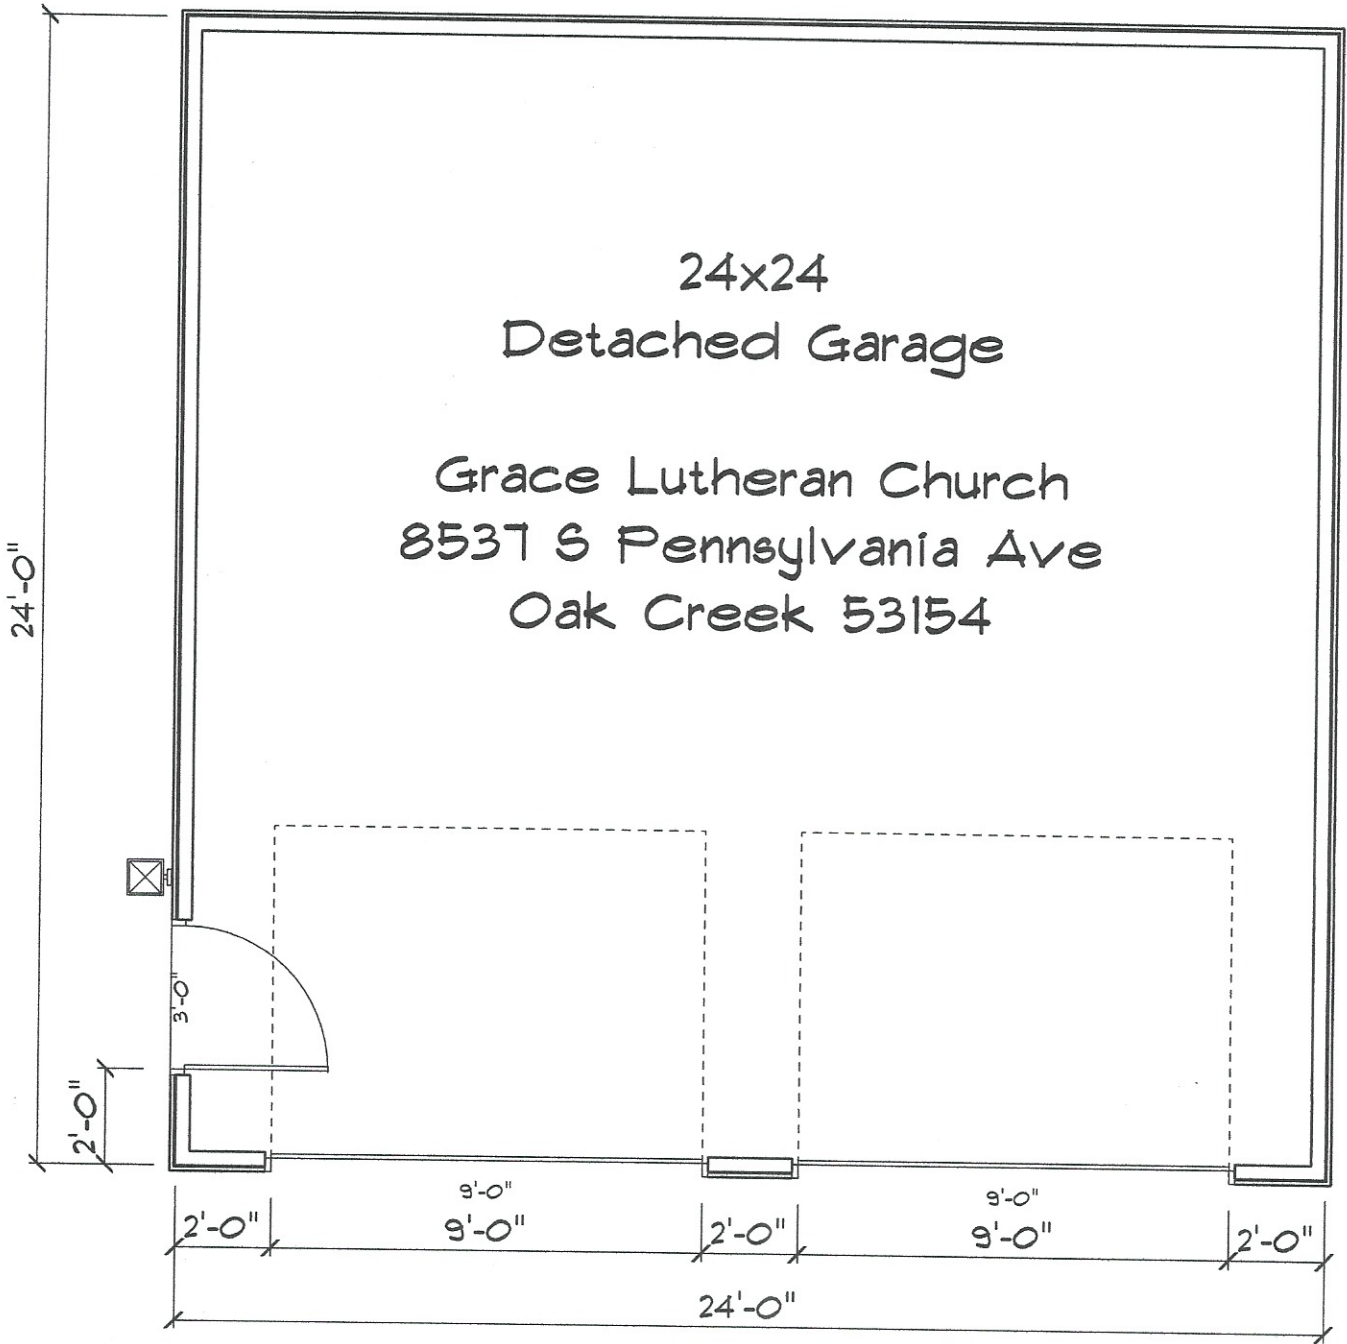 24x24
Detached Garage
Grace Lutheran Church
8537 S Pennsylvania Ave
Oak Creek 53154
24'-0"
3'-0"
2'-0"
9'-0"
9'-0"
2'-0"
9'-0"
2'-0"
9'-0"
2'-0"
24'-0"